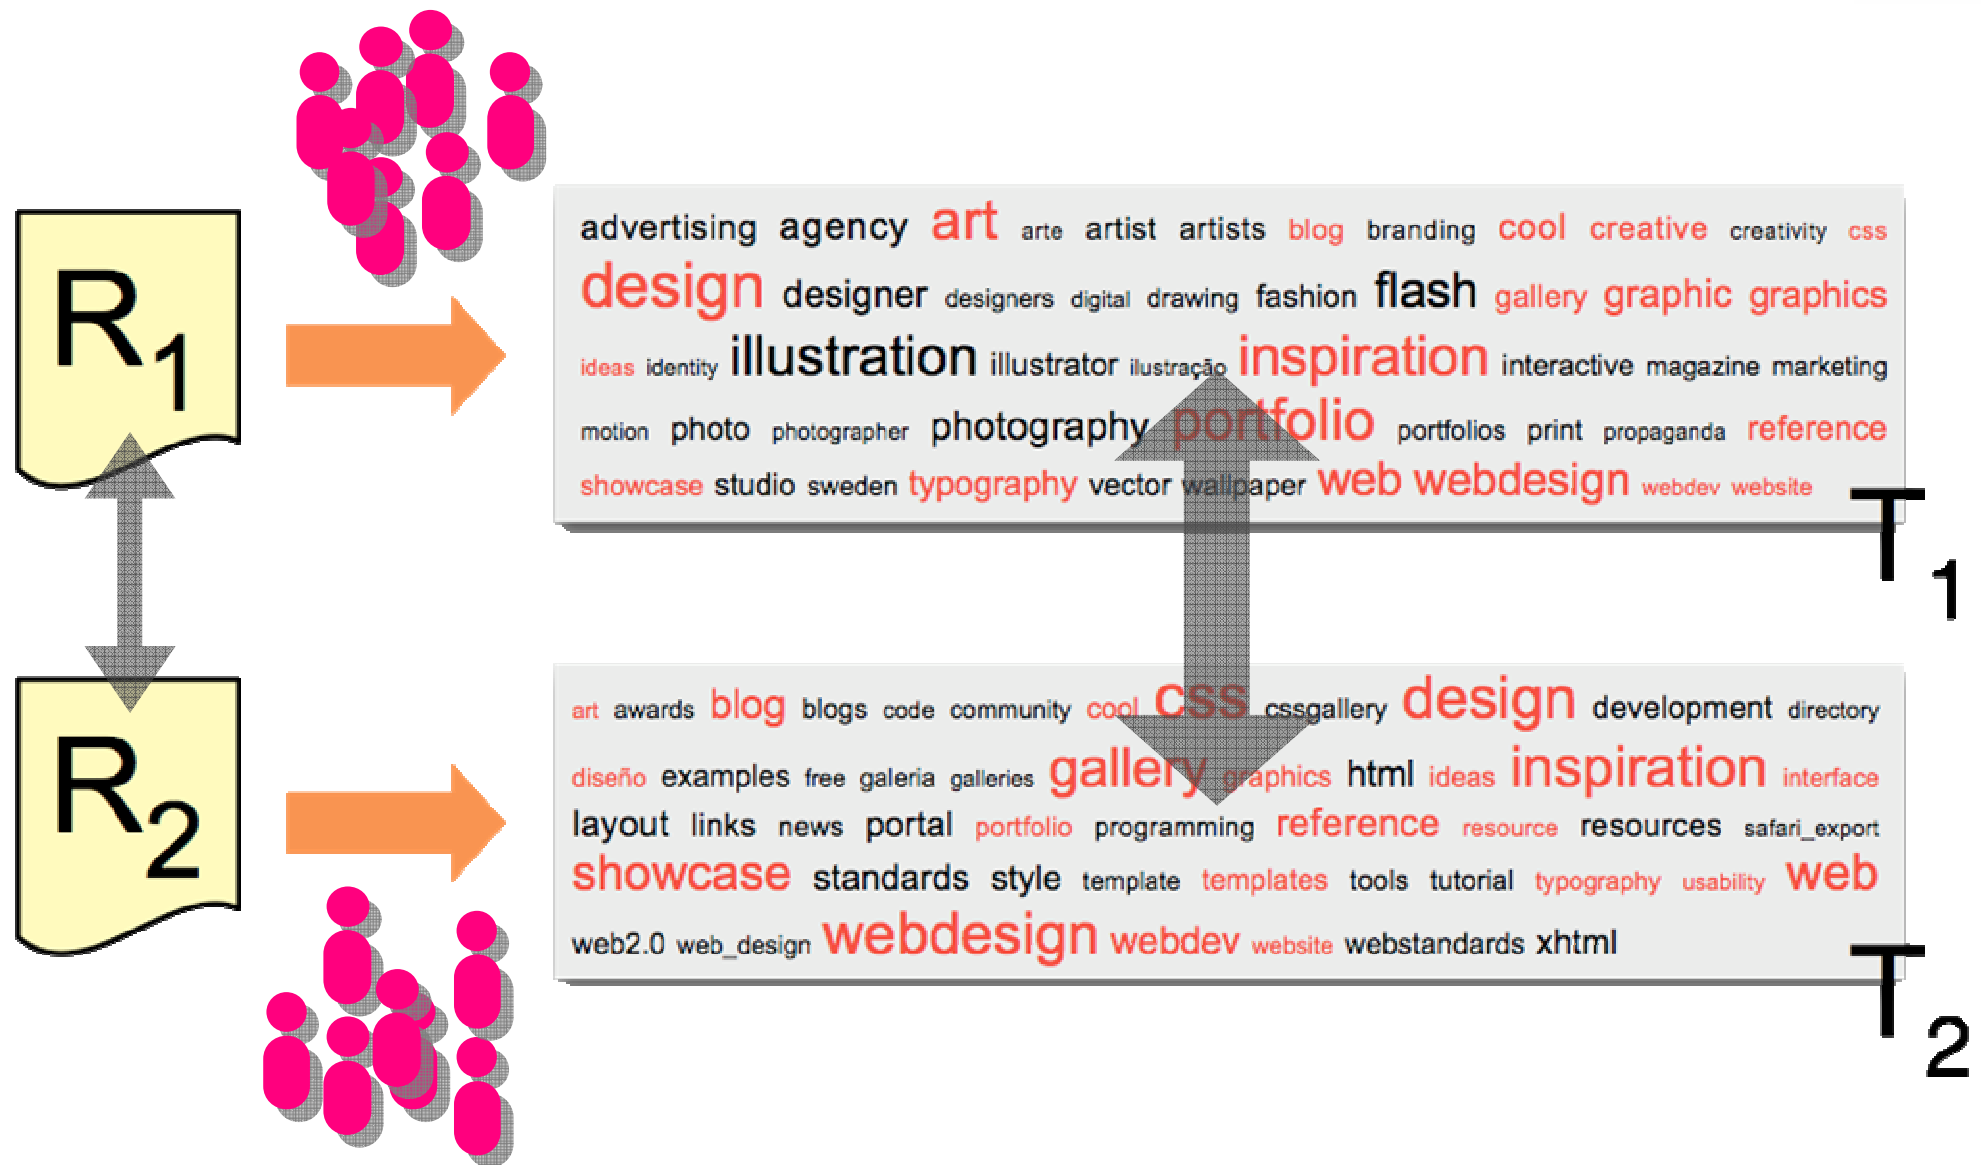 R1
advertising agency art arte artist artists blog branding cool creative creativity css
design designer designers digital drawing fashion flash gallery graphic graphics
ideas identity illustration illustrator ilustração inspiration interactive magazine marketing
motion photo photographer photography portfolio portfolios print propaganda reference
showcase studio sweden typography vector wallpaper web webdesign webdev website
T1
R2
art awards blog blogs code community cool css cssgallery design development directory
diseño examples free galeria galleries gallery graphics html ideas inspiration interface
layout links news portal portfolio programming reference resource resources safari_export
showcase standards style template templates tools tutorial typography usability web
web2.0 web_design webdesign webdev website webstandards xhtml
T2